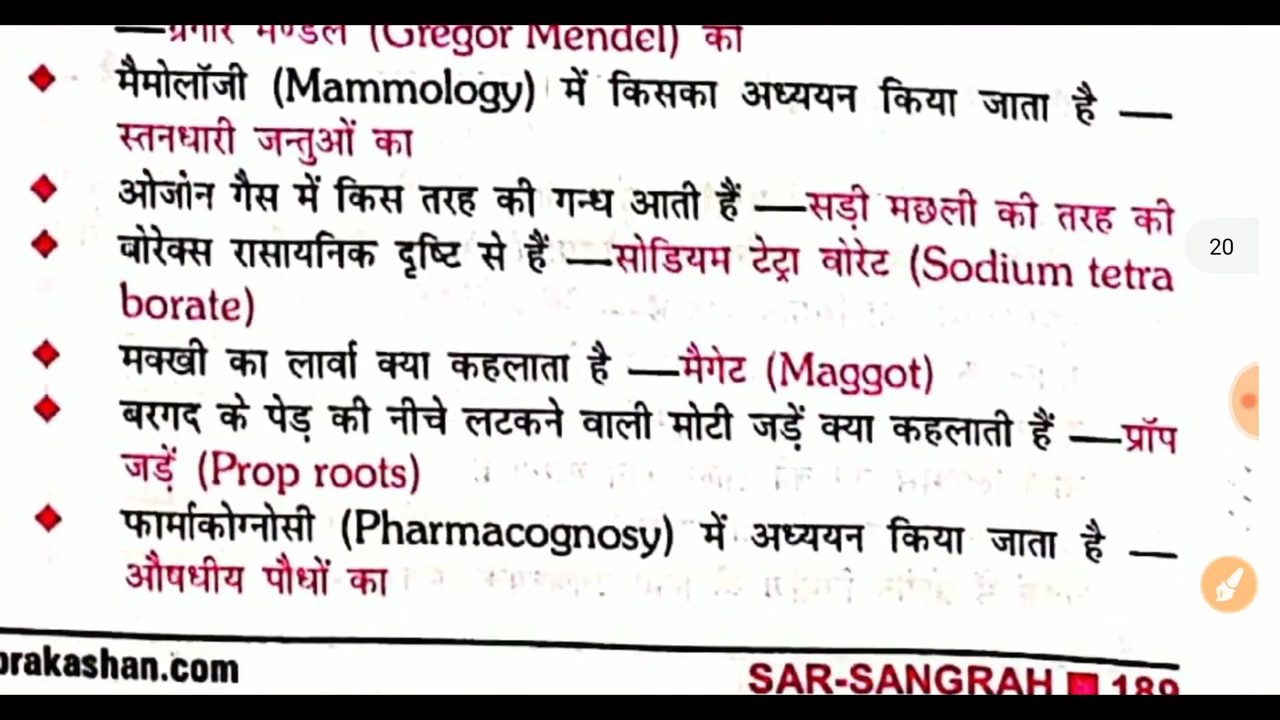 —ग्रेगर मेण्डल (Gregor Mendel) का
मैमोलॉजी (Mammology) में किसका अध्ययन किया जाता है —
स्तनधारी जन्तुओं का
ओजोन गैस में किस तरह की गन्ध आती हैं —सड़ी मछली की तरह की
20
बोरेक्स रासायनिक दृष्टि से हैं —सोडियम टेट्रा वोरेट (Sodium tetra
borate)
मक्खी का लार्वा क्या कहलाता है —मैगेट (Maggot)
बरगद के पेड़ की नीचे लटकने वाली मोटी जड़ें क्या कहलाती हैं —प्रॉप
जड़ें (Prop roots)
फार्माकोग्नोसी (Pharmacognosy) में अध्ययन किया जाता है —
औषधीय पौधों का
prakashan.com
SAR-SANGRAH 189